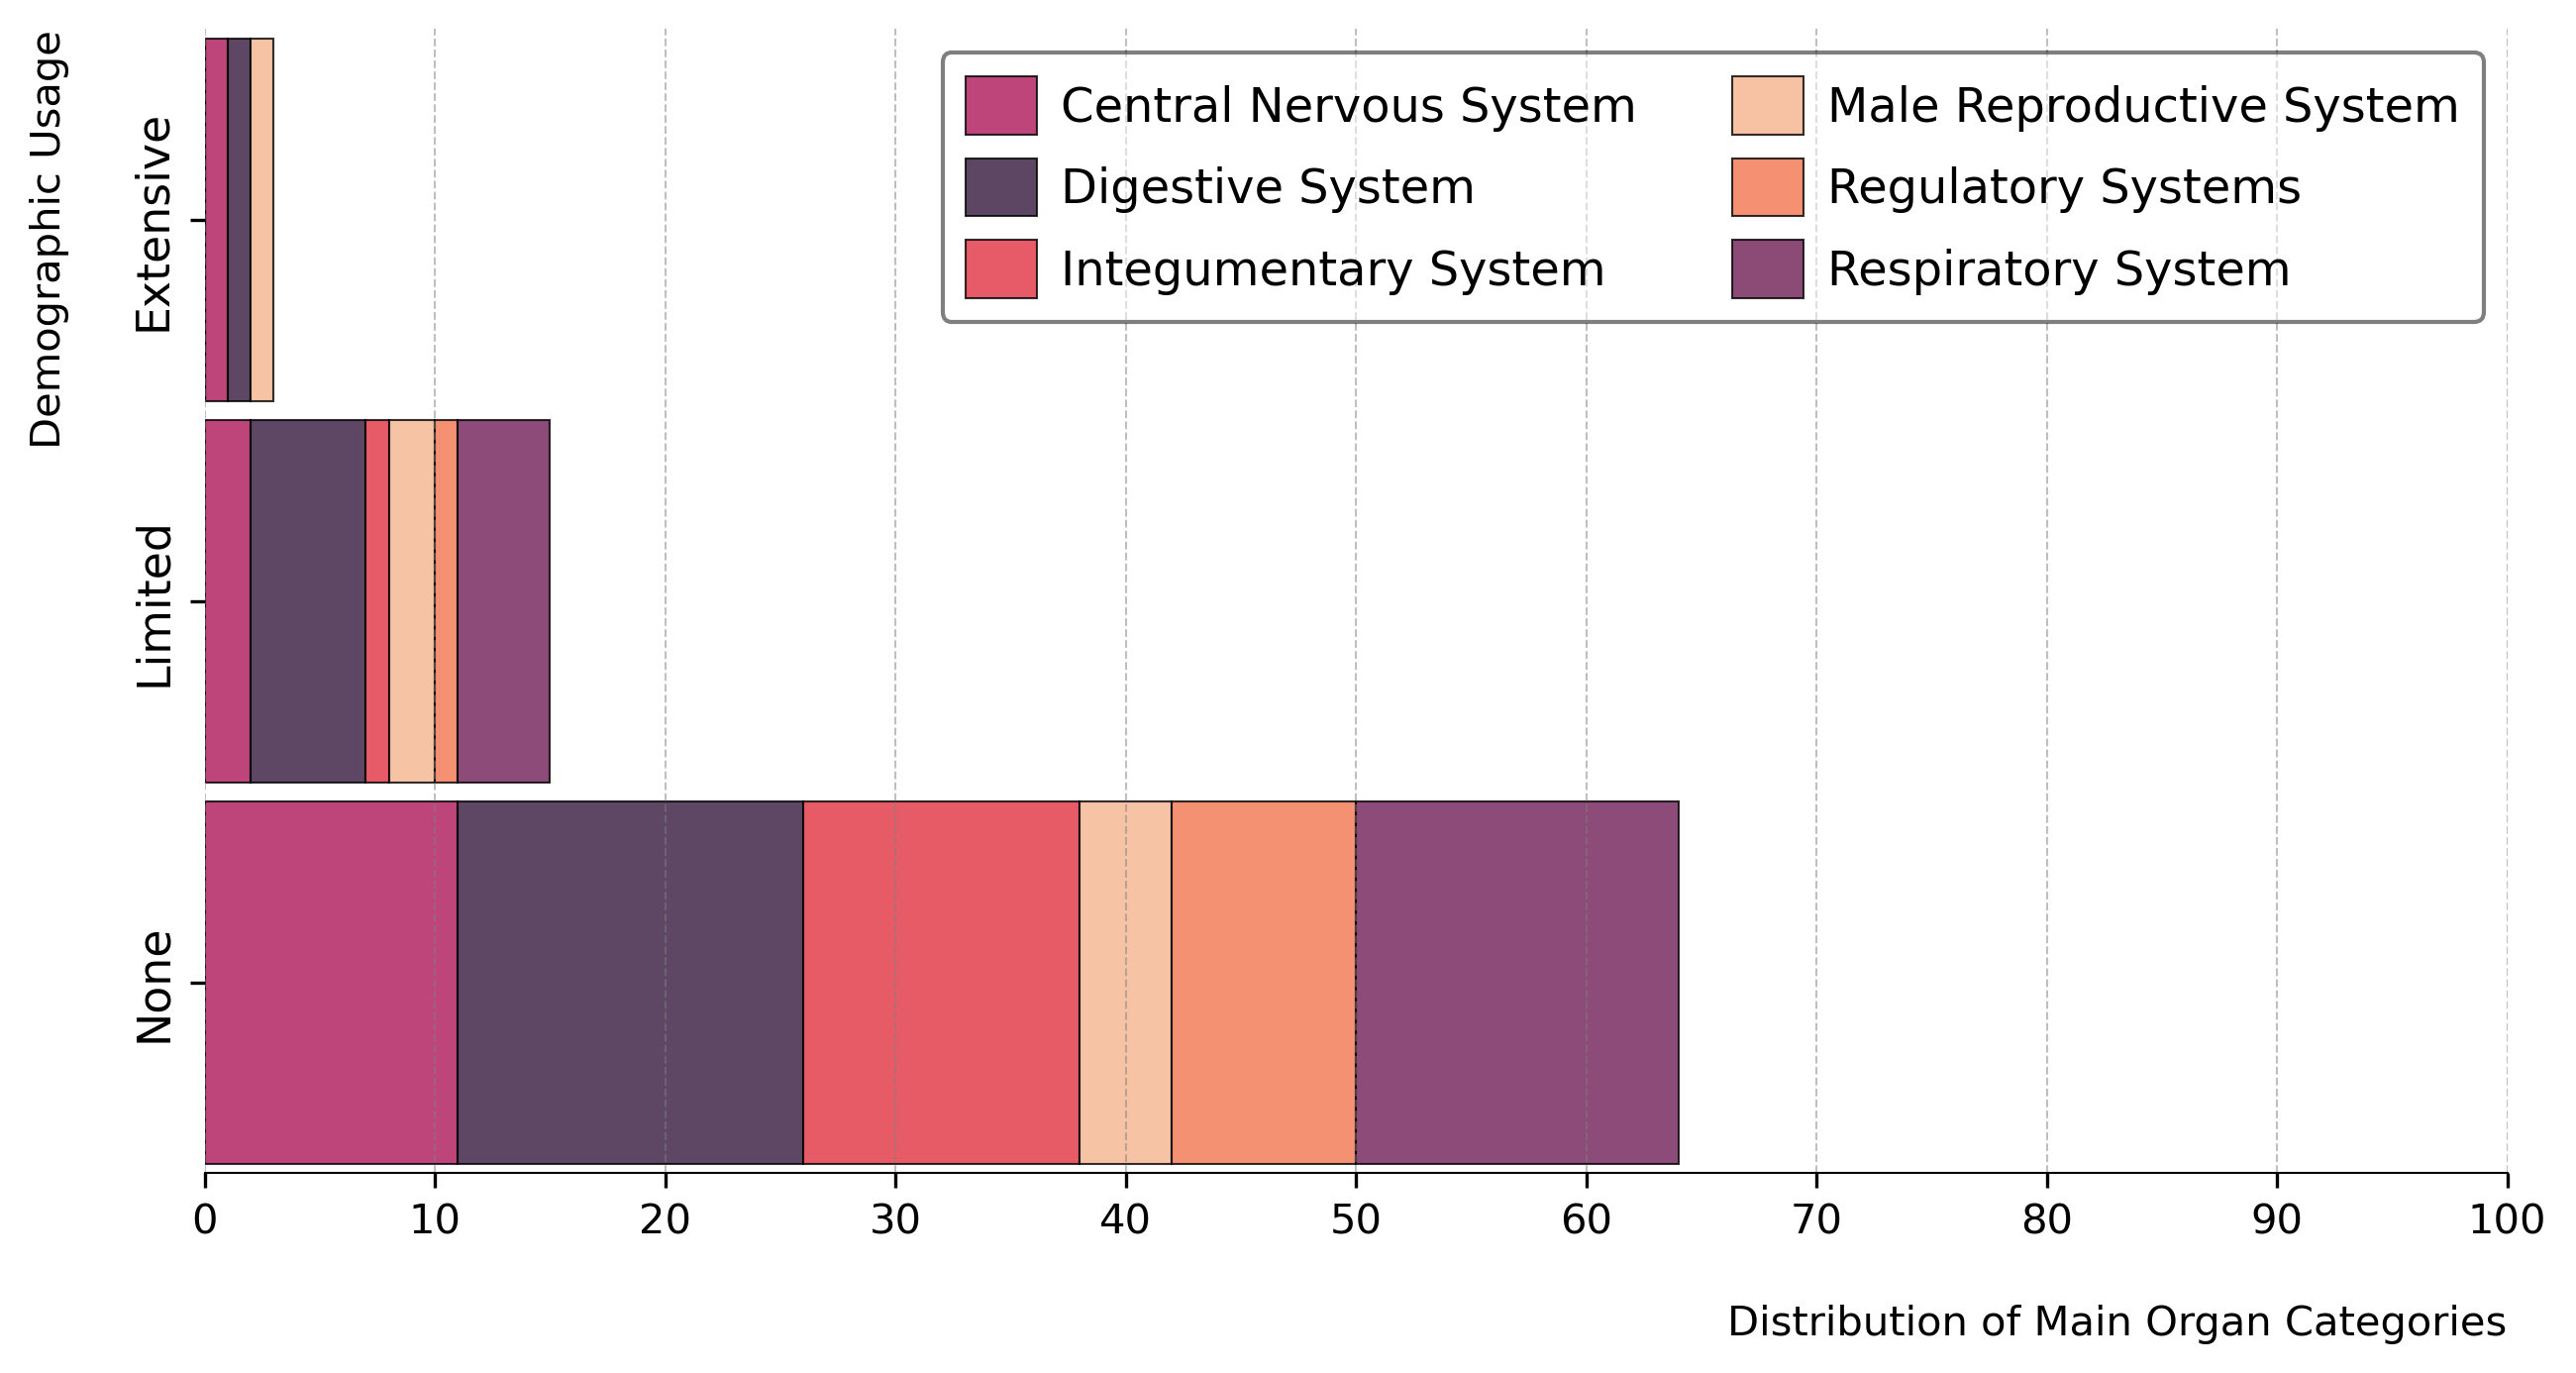 Demographic Usage
Extensive
Limited
None
Central Nervous System
Digestive System
Integumentary System
Male Reproductive System
Regulatory Systems
Respiratory System
0 10 20 30 40 50 60 70 80 90 100
Distribution of Main Organ Categories